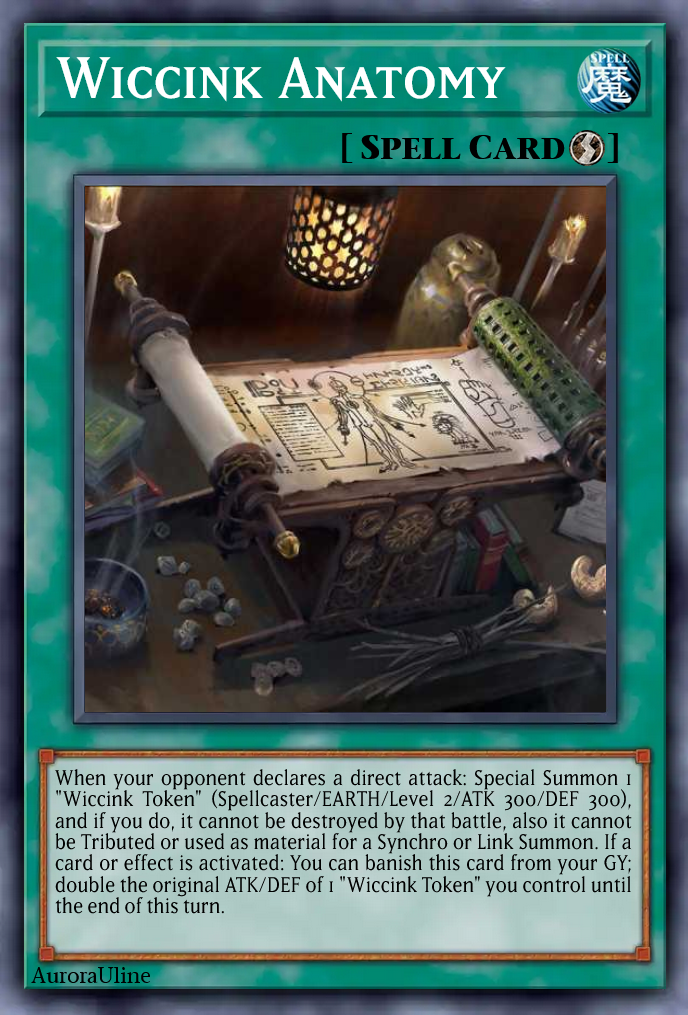 Wiccink Anatomy
SPELL
魔
[ Spell Card ]
When your opponent declares a direct attack: Special Summon 1
"Wiccink Token" (Spellcaster/EARTH/Level 2/ATK 300/DEF 300),
and if you do, it cannot be destroyed by that battle, also it cannot
be Tributed or used as material for a Synchro or Link Summon. If a
card or effect is activated: You can banish this card from your GY;
double the original ATK/DEF of 1 "Wiccink Token" you control until
the end of this turn.
AuroraUline